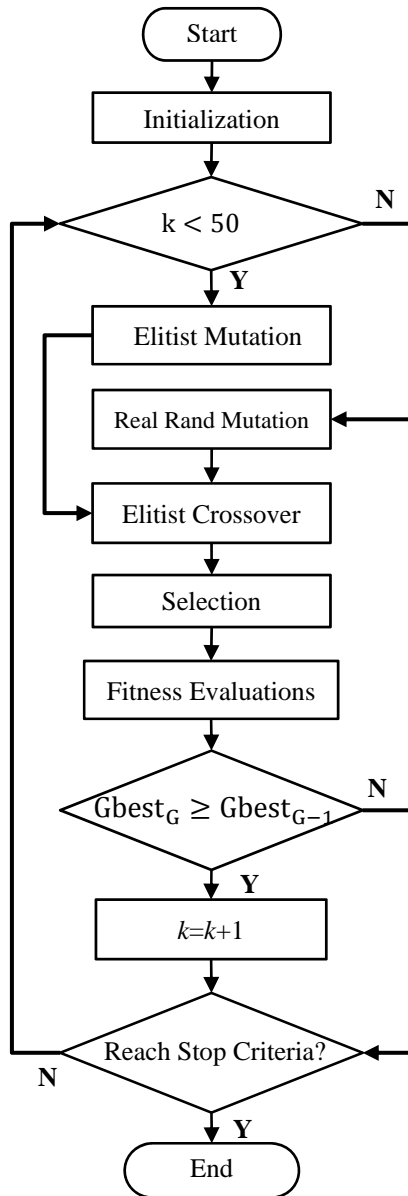 Start
Initialization
k < 50
N
Y
Elitist Mutation
Real Rand Mutation
Elitist Crossover
Selection
Fitness Evaluations
Gbest_G ≥ Gbest_{G−1}
N
Y
k=k+1
Reach Stop Criteria?
N
Y
End